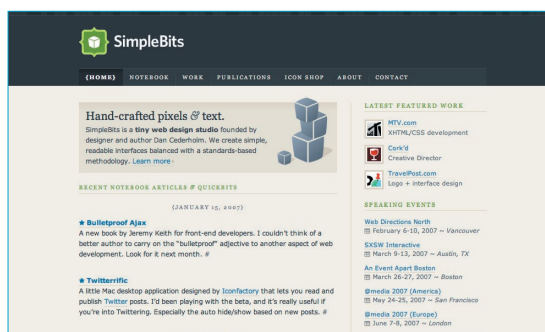 SimpleBits
{HOME} NOTEBOOK WORK PUBLICATIONS ICON SHOP ABOUT CONTACT
Hand-crafted pixels & text.
SimpleBits is a tiny web design studio founded by
designer and author Dan Cederholm. We create simple,
readable interfaces balanced with a standards-based
methodology. Learn more ›
RECENT NOTEBOOK ARTICLES & QUICKBITS
{JANUARY 15, 2007}
Bulletproof Ajax
A new book by Jeremy Keith for front-end developers. I couldn't think of a
better author to carry on the "bulletproof" adjective to another aspect of web
development. Look for it next month. #
Twitterrific
A little Mac desktop application designed by Iconfactory that lets you read and
publish Twitter posts. I'd been playing with the beta, and it's really useful if
you're into Twittering. Especially the auto hide/show based on new posts. #
LATEST FEATURED WORK
MTV.com
XHTML/CSS development
Cork'd
Creative Director
TravelPost.com
Logo + interface design
SPEAKING EVENTS
Web Directions North
February 6-10, 2007 ~ Vancouver
SXSW Interactive
March 9-13, 2007 ~ Austin, TX
An Event Apart Boston
March 26-27, 2007 ~ Boston
@media 2007 (America)
May 24-25, 2007 ~ San Francisco
@media 2007 (Europe)
June 7-8, 2007 ~ London